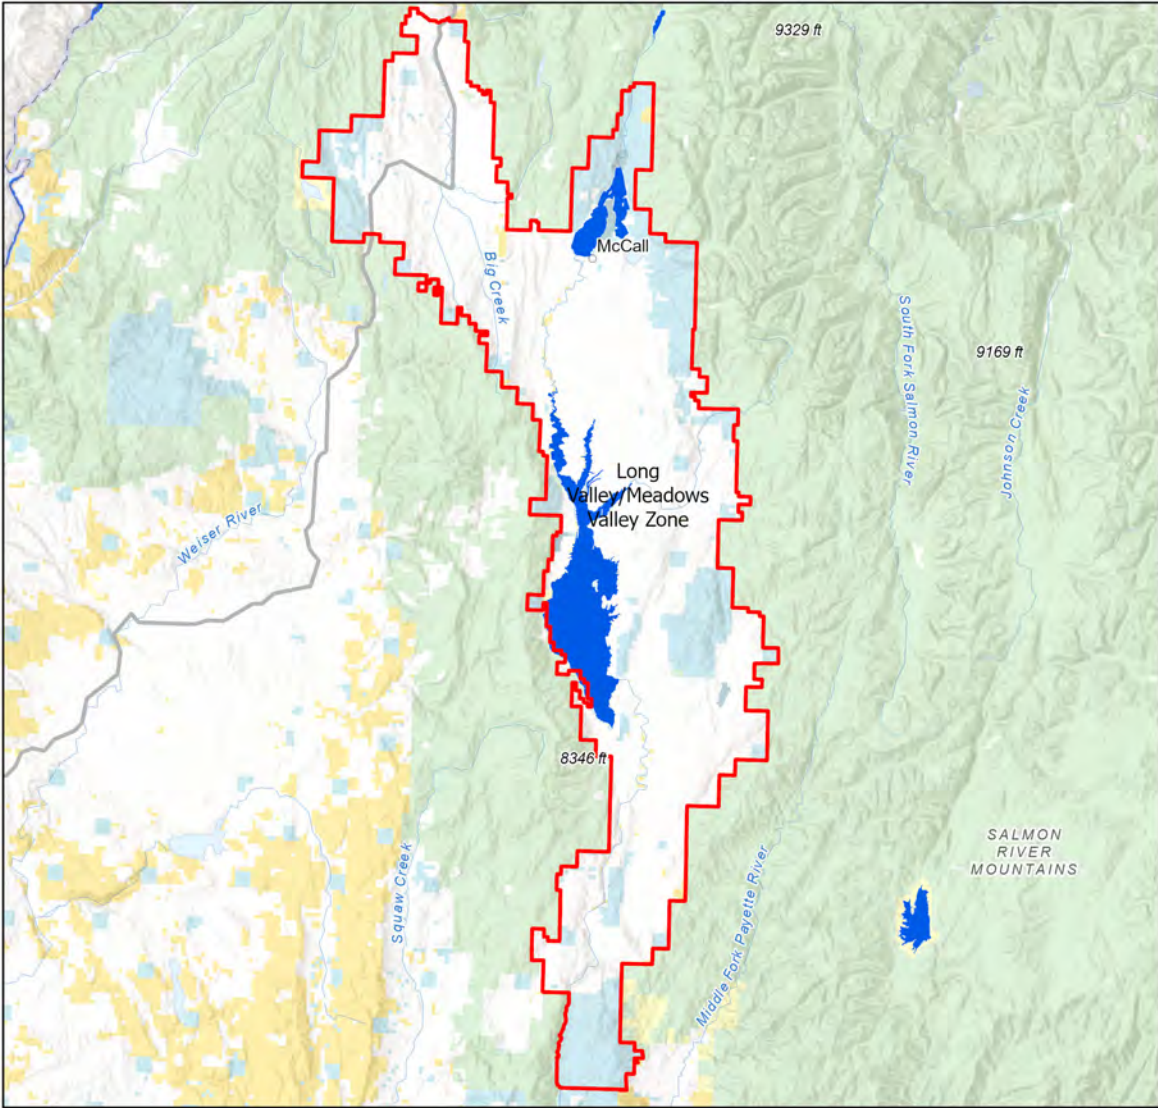 9329 ft
McCall
Big Creek
South Fork Salmon River
9169 ft
Johnson Creek
Long
Valley/Meadows
Valley Zone
Weiser River
8346 ft
SALMON
RIVER
MOUNTAINS
Squaw Creek
Middle Fork Payette River